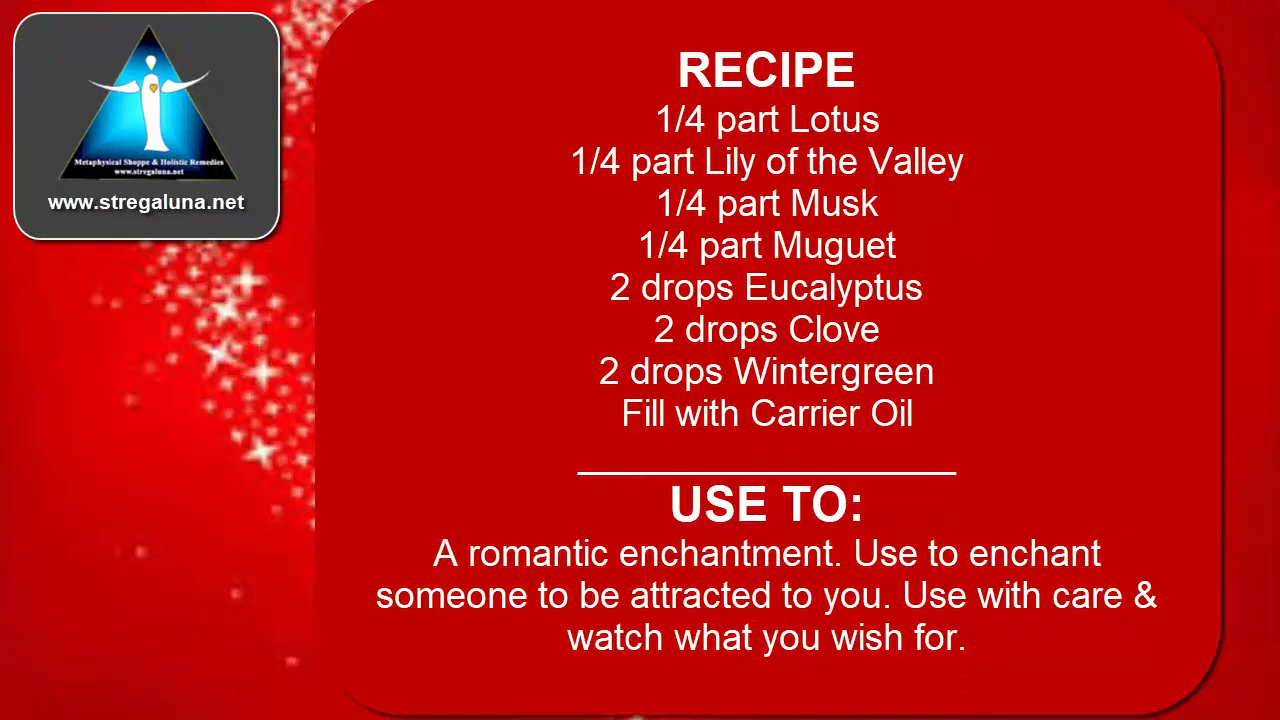 Metaphysical Shoppe & Holistic Remedies
www.stregaluna.net
www.stregaluna.net
RECIPE
1/4 part Lotus
1/4 part Lily of the Valley
1/4 part Musk
1/4 part Muguet
2 drops Eucalyptus
2 drops Clove
2 drops Wintergreen
Fill with Carrier Oil
USE TO:
A romantic enchantment. Use to enchant
someone to be attracted to you. Use with care &
watch what you wish for.